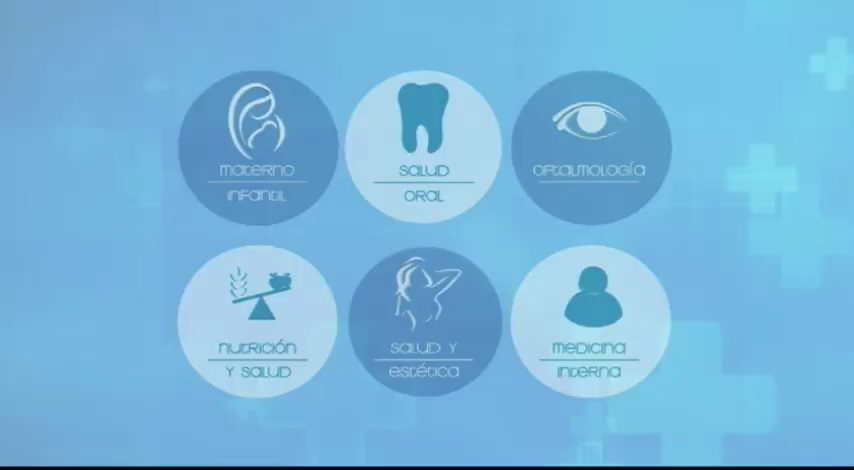 materno
infantil
salud
oral
oftalmología
nutrición
y salud
salud y
estética
medicina
interna